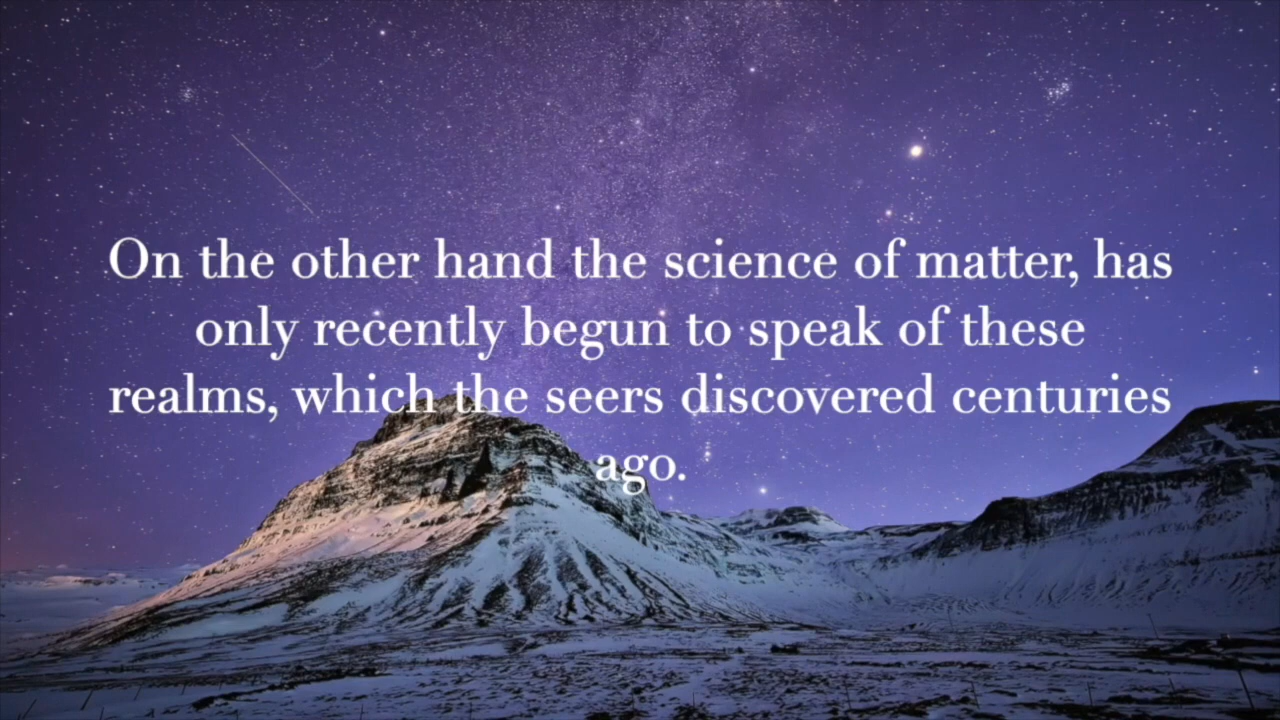 On the other hand the science of matter, has
only recently begun to speak of these
realms, which the seers discovered centuries
ago.